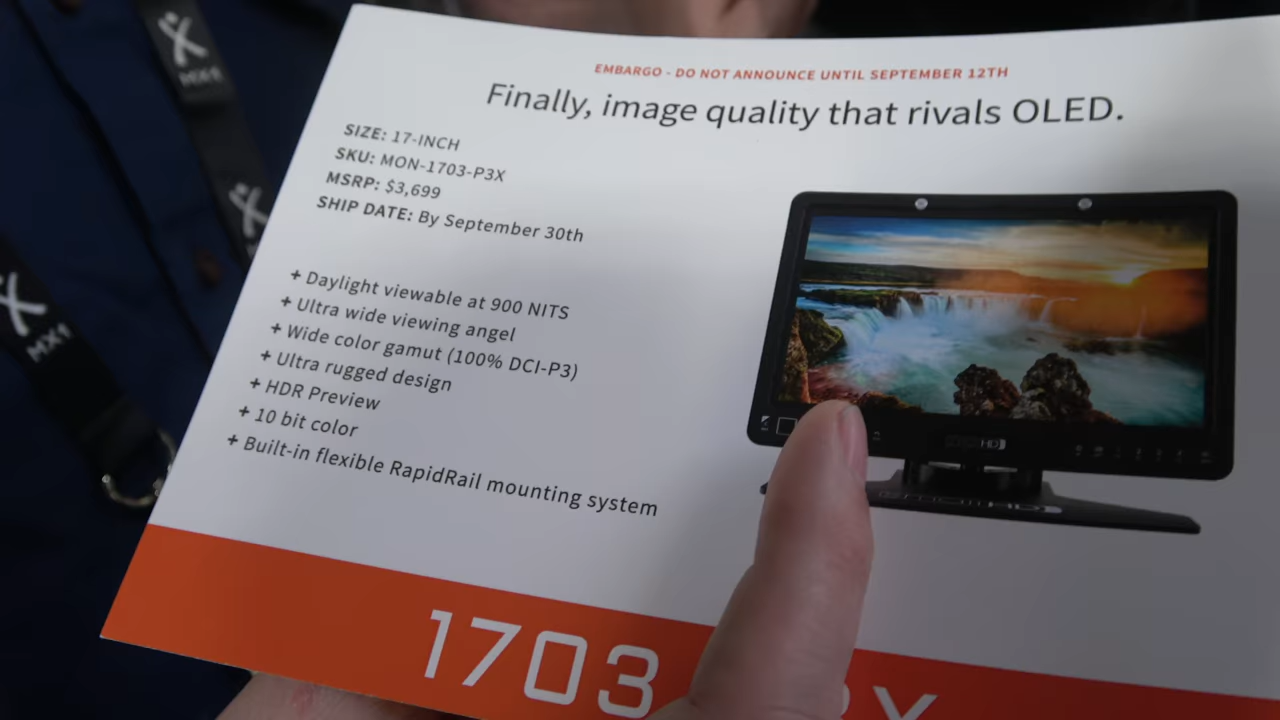 EMBARGO - DO NOT ANNOUNCE UNTIL SEPTEMBER 12TH
Finally, image quality that rivals OLED.
SIZE: 17-INCH
SKU: MON-1703-P3X
MSRP: $3,699
SHIP DATE: By September 30th
+ Daylight viewable at 900 NITS
+ Ultra wide viewing angel
+ Wide color gamut (100% DCI-P3)
+ Ultra rugged design
+ HDR Preview
+ 10 bit color
+ Built-in flexible RapidRail mounting system
1703
MX1
MX1